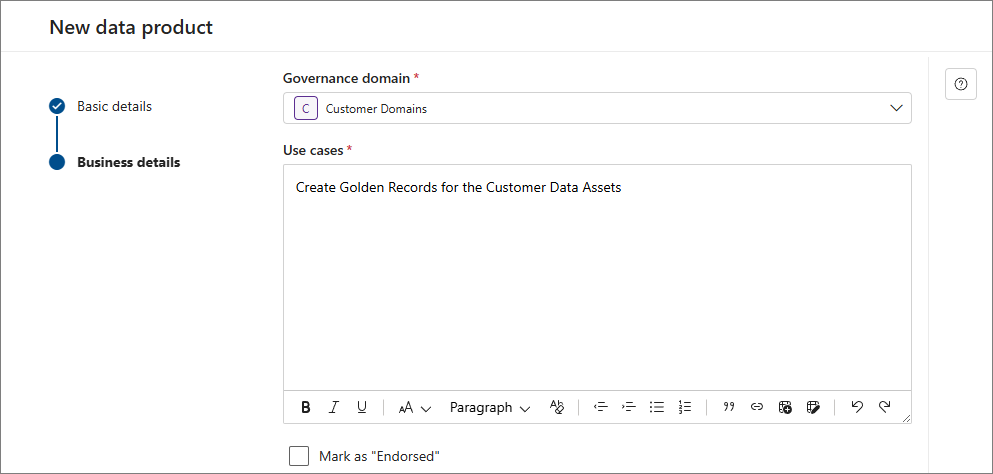 New data product
Basic details
Business details
Governance domain *
C Customer Domains
Use cases *
Create Golden Records for the Customer Data Assets
B I U AA Paragraph Ab
Mark as "Endorsed"